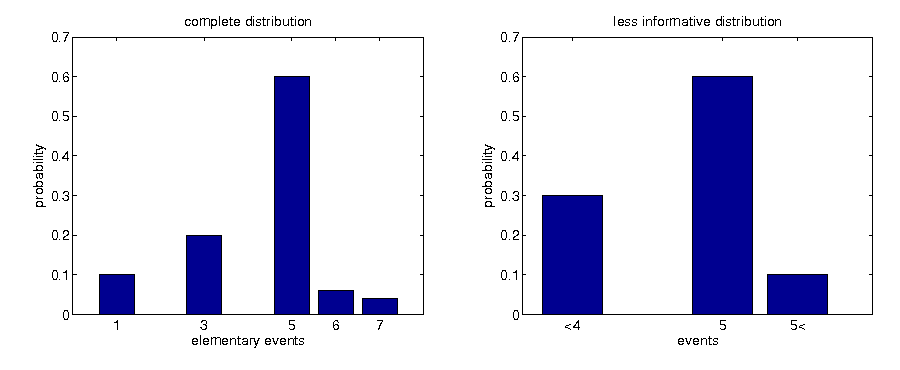 complete distribution
0.7
0.6
0.5
0.4
0.3
0.2
0.1
0
probability
1 3 5 6 7
elementary events
less informative distribution
0.7
0.6
0.5
0.4
0.3
0.2
0.1
0
probability
<4 5 5<
events